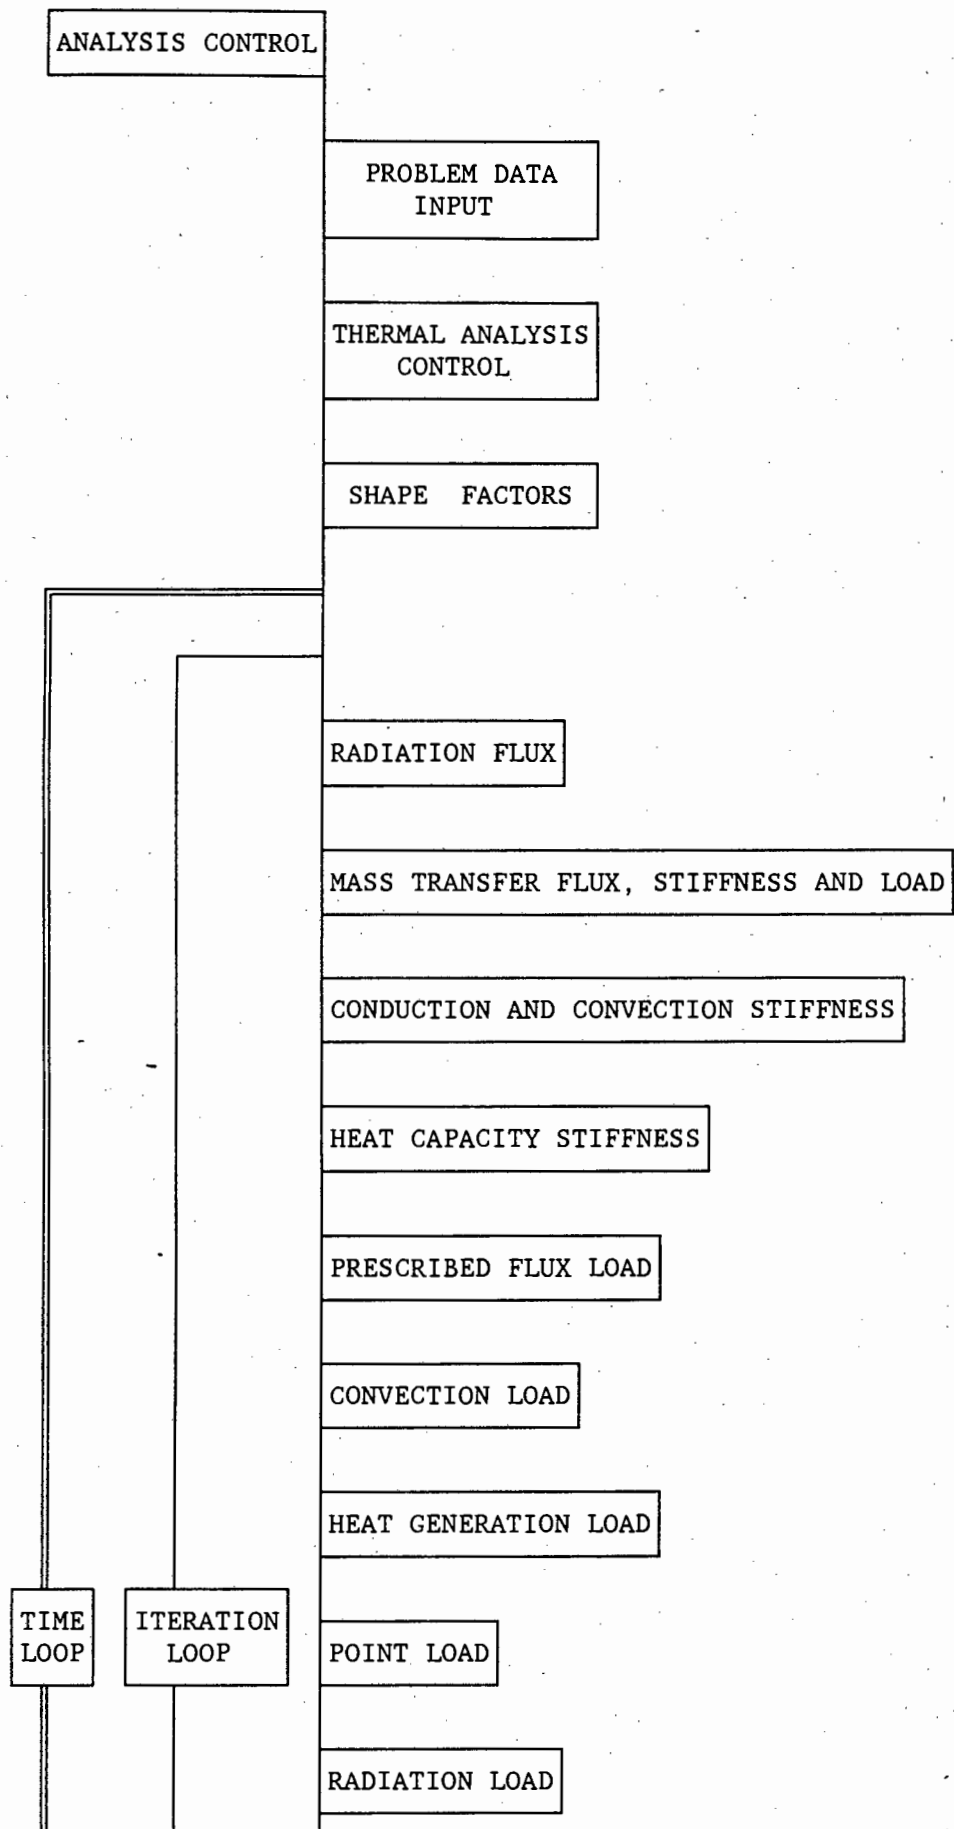 ANALYSIS CONTROL
PROBLEM DATA
INPUT
THERMAL ANALYSIS
CONTROL
SHAPE FACTORS
RADIATION FLUX
MASS TRANSFER FLUX, STIFFNESS AND LOAD
CONDUCTION AND CONVECTION STIFFNESS
HEAT CAPACITY STIFFNESS
PRESCRIBED FLUX LOAD
CONVECTION LOAD
HEAT GENERATION LOAD
TIME
LOOP
ITERATION
LOOP
POINT LOAD
RADIATION LOAD